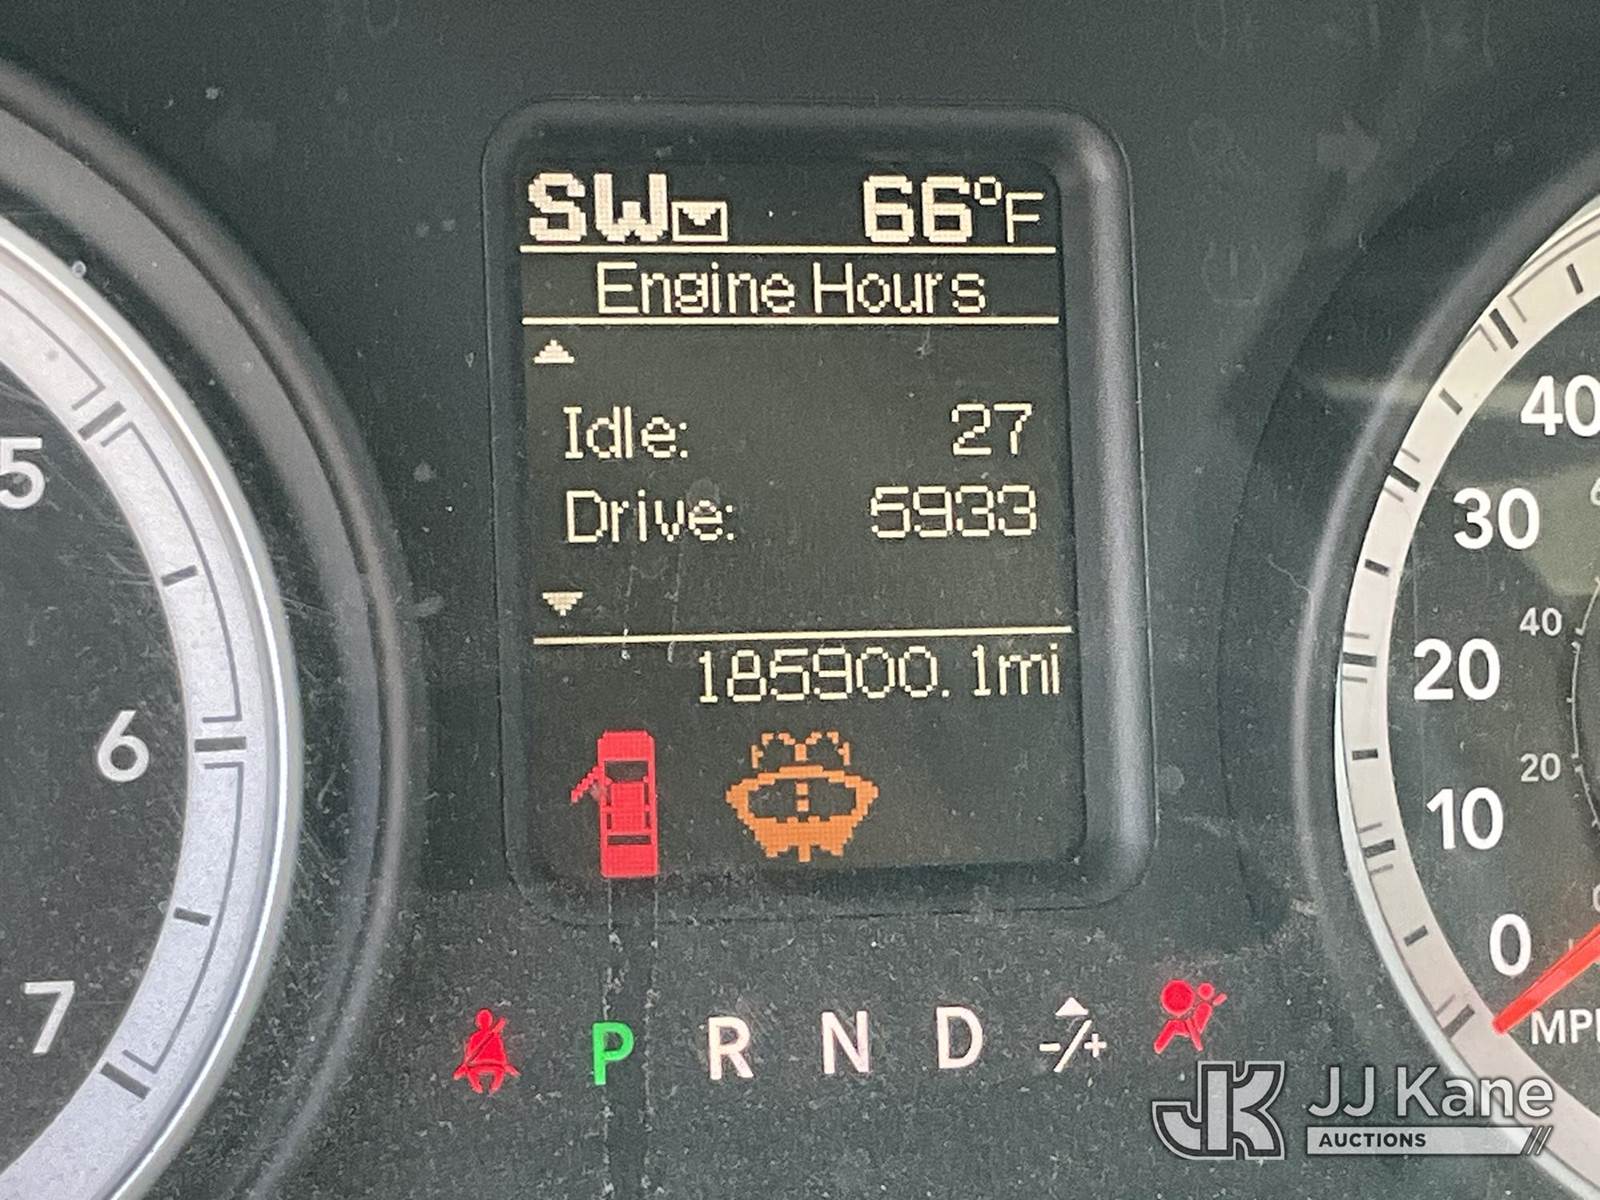 SW 66°F
Engine Hours
Idle: 27
Drive: 5933
185900.1mi
P R N D -/+
5
6
7
40
30
20
10
0
40
20
JJ Kane
AUCTIONS
JK